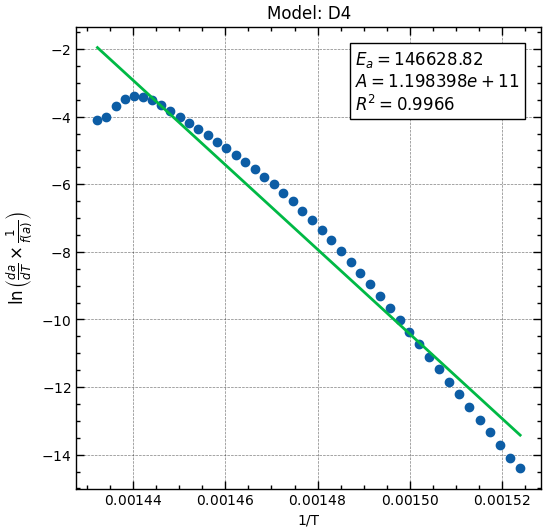 Model: D4
E_a = 146628.82
A = 1.198398e + 11
R^2 = 0.9966
ln(da/dT × 1/f(a))
−2
−4
−6
−8
−10
−12
−14
0.00144 0.00146 0.00148 0.00150 0.00152
1/T